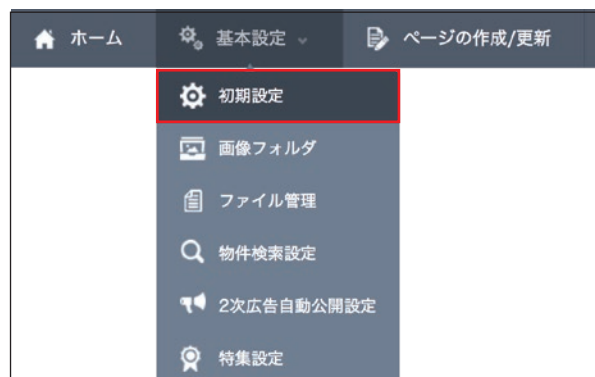 ホーム 基本設定 ページの作成/更新
初期設定
画像フォルダ
ファイル管理
物件検索設定
2次広告自動公開設定
特集設定